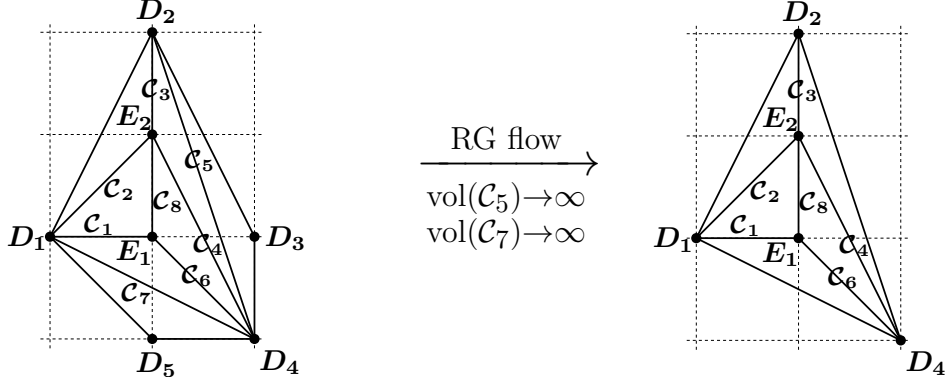 D₂
𝒞₃
E₂
𝒞₅
𝒞₂
𝒞₈
D₁
𝒞₁
E₁
𝒞₄
D₃
𝒞₇
𝒞₆
D₅
D₄
RG flow
vol(𝒞₅)→∞
vol(𝒞₇)→∞
D₂
𝒞₃
E₂
𝒞₂
𝒞₈
D₁
𝒞₁
E₁
𝒞₄
𝒞₆
D₄